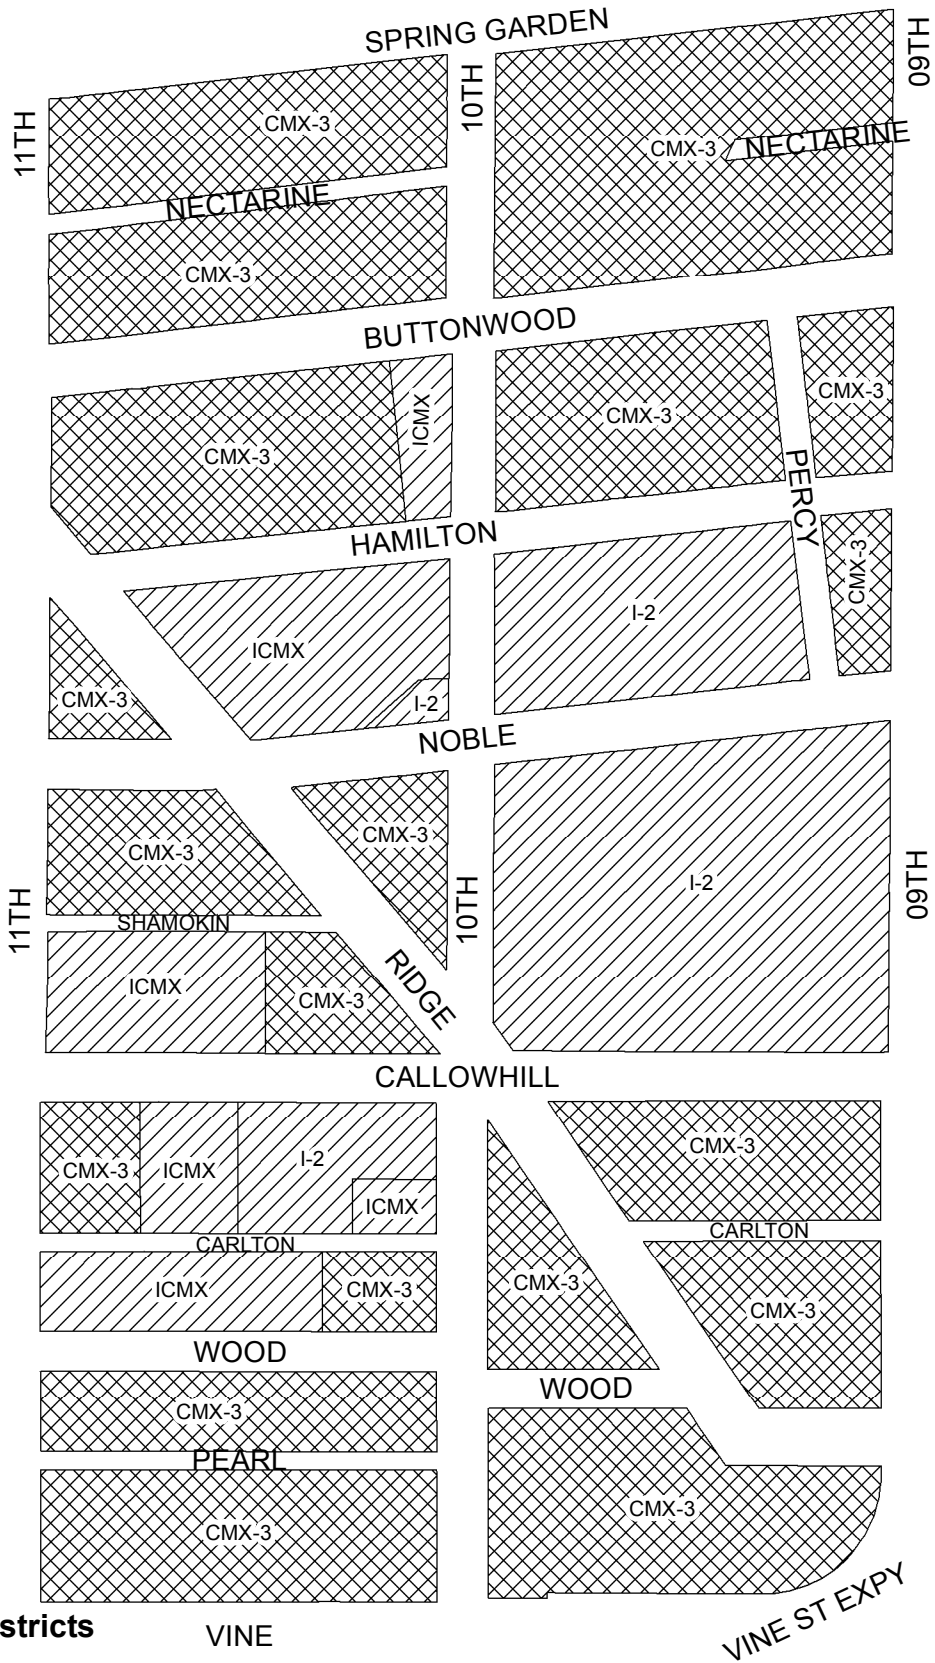 SPRING GARDEN
09TH
10TH
11TH
CMX-3
CMX-3
NECTARINE
NECTARINE
CMX-3
BUTTONWOOD
CMX-3
ICMX
CMX-3
CMX-3
PERCY
HAMILTON
CMX-3
ICMX
I-2
CMX-3
I-2
NOBLE
CMX-3
CMX-3
I-2
09TH
10TH
11TH
SHAMOKIN
RIDGE
ICMX
CMX-3
CALLOWHILL
CMX-3
ICMX
I-2
ICMX
CMX-3
CARLTON
CARLTON
ICMX
CMX-3
CMX-3
CMX-3
WOOD
WOOD
CMX-3
PEARL
CMX-3
CMX-3
VINE ST EXPY
stricts
VINE